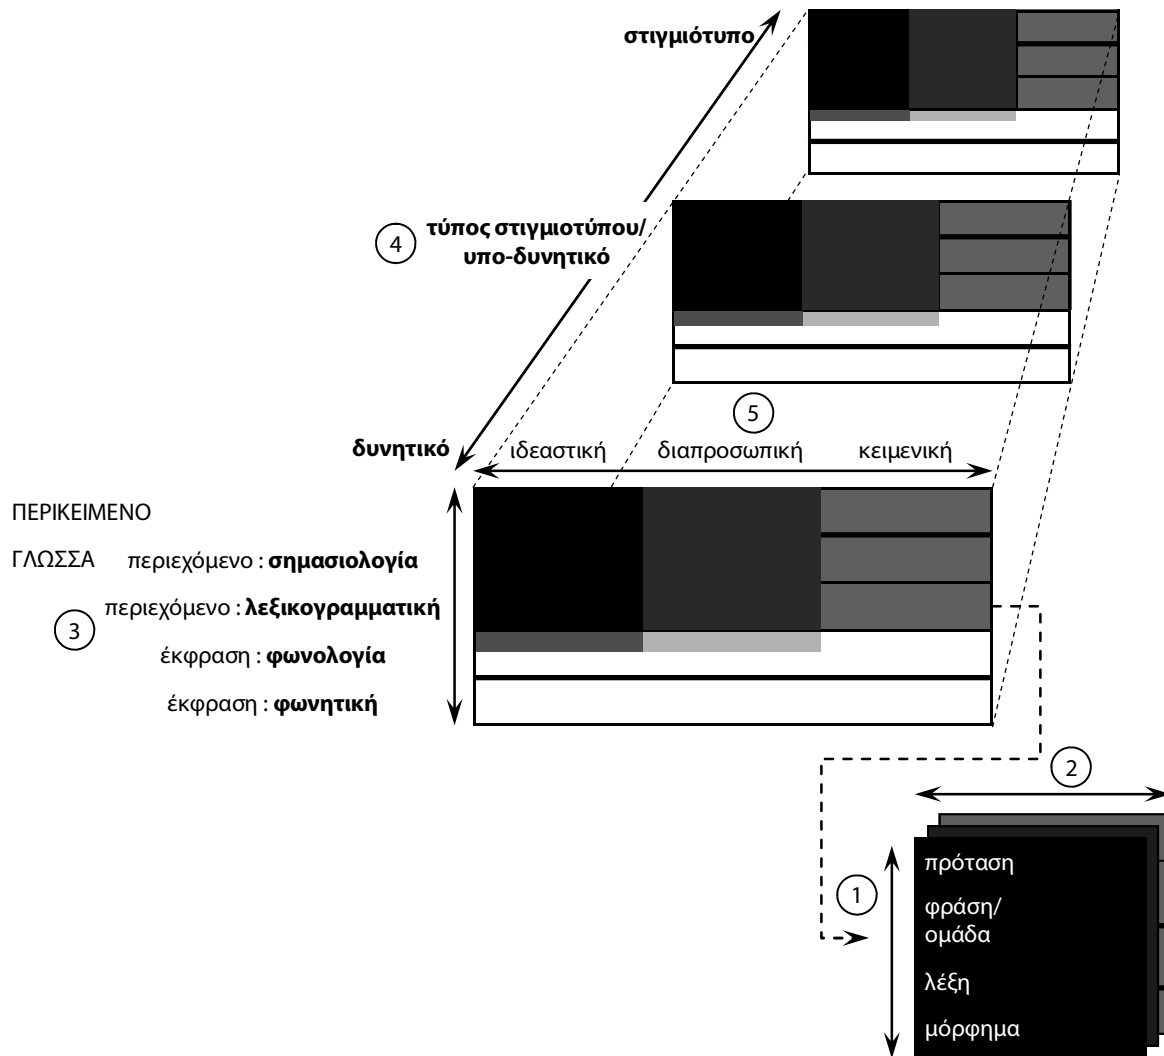 στιγμιότυπο
4
τύπος στιγμιοτύπου/
υπο-δυνητικό
5
δυνητικό
ιδεαστική διαπροσωπική κειμενική
ΠΕΡΙΚΕΙΜΕΝΟ
ΓΛΩΣΣΑ περιεχόμενο : σημασιολογία
περιεχόμενο : λεξικογραμματική
3
έκφραση : φωνολογία
έκφραση : φωνητική
2
1
πρόταση
φράση/
ομάδα
λέξη
μόρφημα